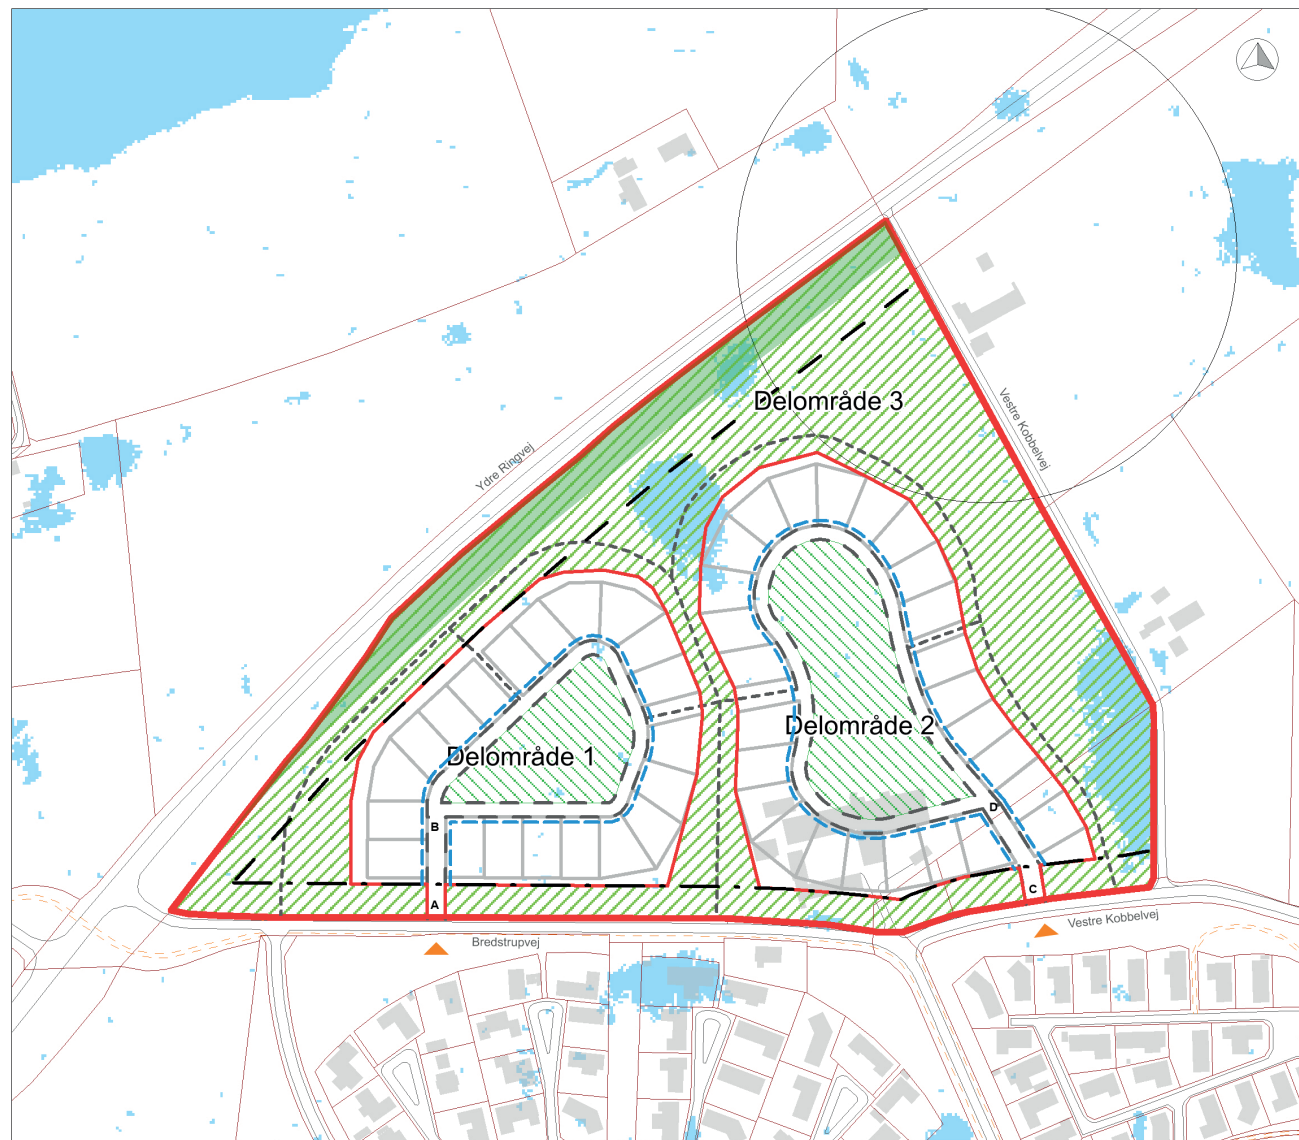 Delområde 3
Vestre Kobbelvej
Ydre Ringvej
Delområde 2
Delområde 1
D
B
C
A
Vestre Kobbelvej
Bredstrupvej